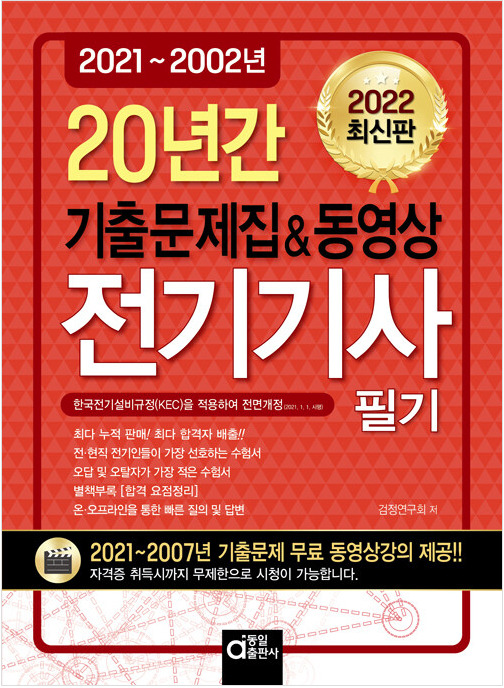 2021 ~ 2002년
20년간
2022
최신판
기출문제집&동영상
전기기사
필기
한국전기설비규정(KEC)을 적용하여 전면개정(2021. 1. 1. 시행)
최다 누적 판매! 최다 합격자 배출!!
전·현직 전기인들이 가장 선호하는 수험서
오답 및 오탈자가 가장 적은 수험서
별책부록 [합격 요점정리]
온·오프라인을 통한 빠른 질의 및 답변
검정연구회 저
2021~2007년 기출문제 무료 동영상강의 제공!!
자격증 취득시까지 무제한으로 시청이 가능합니다.
동일
출판사